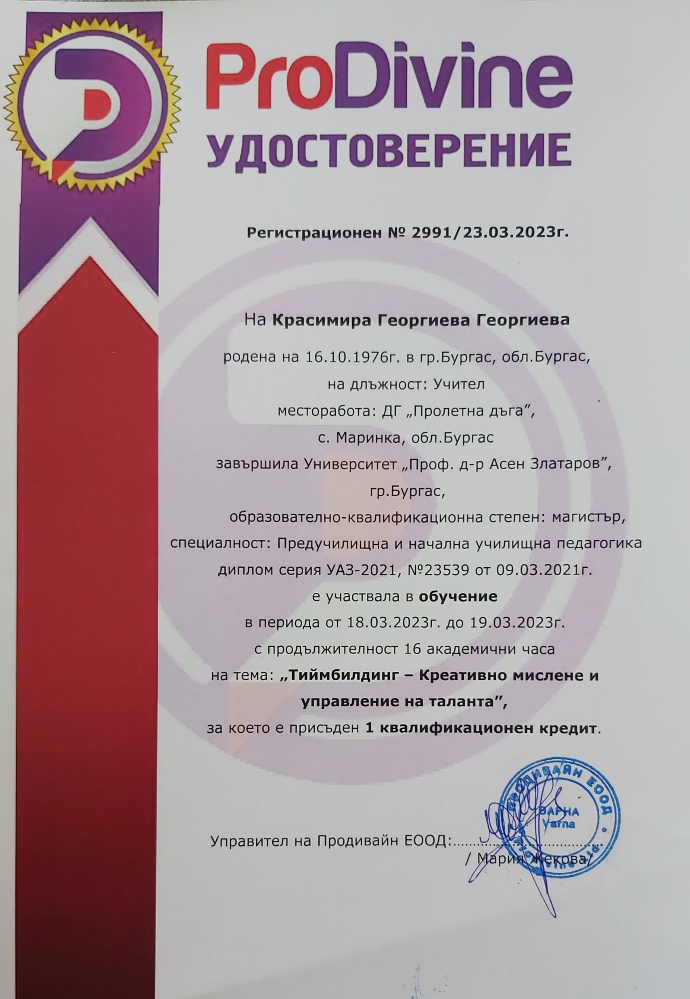 ProDivine
УДОСТОВЕРЕНИЕ
Регистрационен № 2991/23.03.2023г.
На Красимира Георгиева Георгиева
родена на 16.10.1976г. в гр.Бургас, обл.Бургас,
на длъжност: Учител
месторабота: ДГ „Пролетна дъга”,
с. Маринка, обл.Бургас
завършила Университет „Проф. д-р Асен Златаров”,
гр.Бургас,
образователно-квалификационна степен: магистър,
специалност: Предучилищна и начална училищна педагогика
диплом серия УАЗ-2021, №23539 от 09.03.2021г.
е участвала в обучение
в периода от 18.03.2023г. до 19.03.2023г.
с продължителност 16 академични часа
на тема: „Тиймбилдинг – Креативно мислене и
управление на таланта”,
за което е присъден 1 квалификационен кредит.
ПРОДИВАЙН ЕООД
ВАРНА
Varna
Управител на Продивайн ЕООД:......................................
/ Мария Жекова/